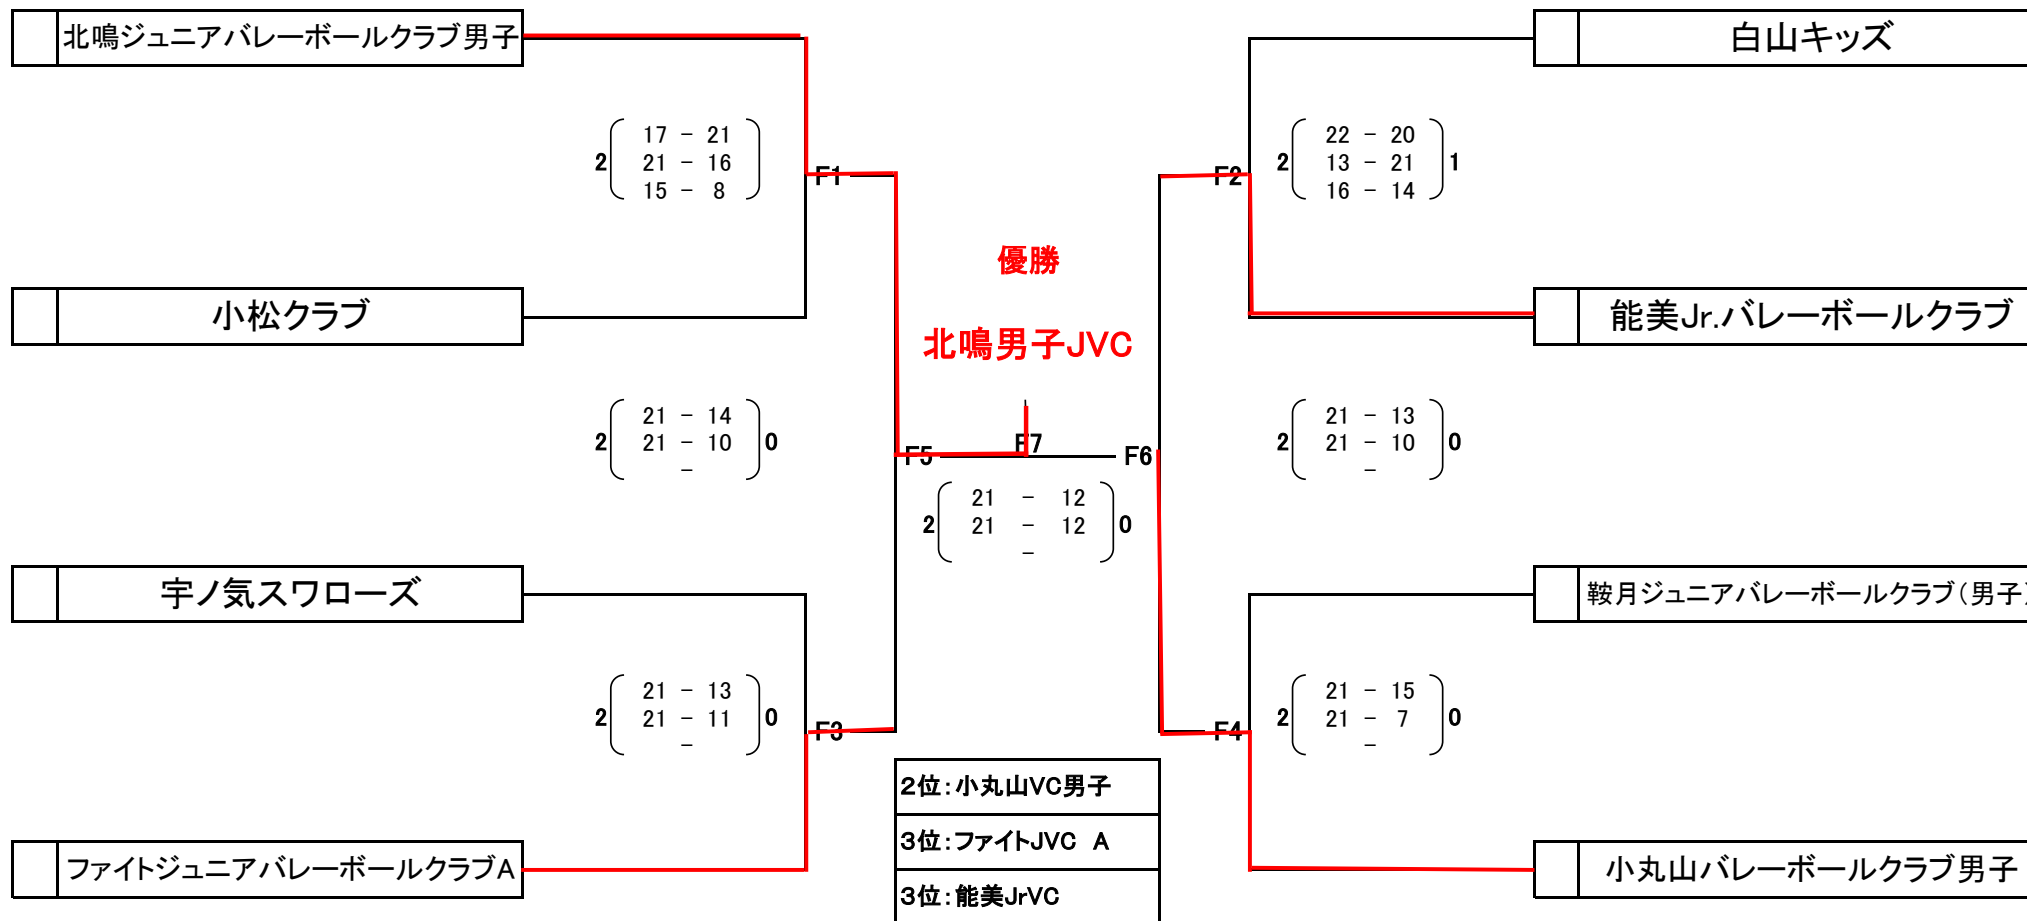 北鳴ジュニアバレーボールクラブ男子
白山キッズ
2 17 - 21
21 - 16
15 - 8
F1
F2
2 22 - 20
13 - 21 1
16 - 14
優勝
北鳴男子JVC
小松クラブ
能美Jr.バレーボールクラブ
2 21 - 14
21 - 10 0
-
F5
F7
F6
2 21 - 13
21 - 10 0
-
2 21 - 12
21 - 12 0
-
宇ノ気スワローズ
鞍月ジュニアバレーボールクラブ(男子)
2 21 - 13
21 - 11 0
-
F3
F4
2 21 - 15
21 - 7 0
-
2位:小丸山VC男子
3位:ファイトJVC A
3位:能美JrVC
ファイトジュニアバレーボールクラブA
小丸山バレーボールクラブ男子